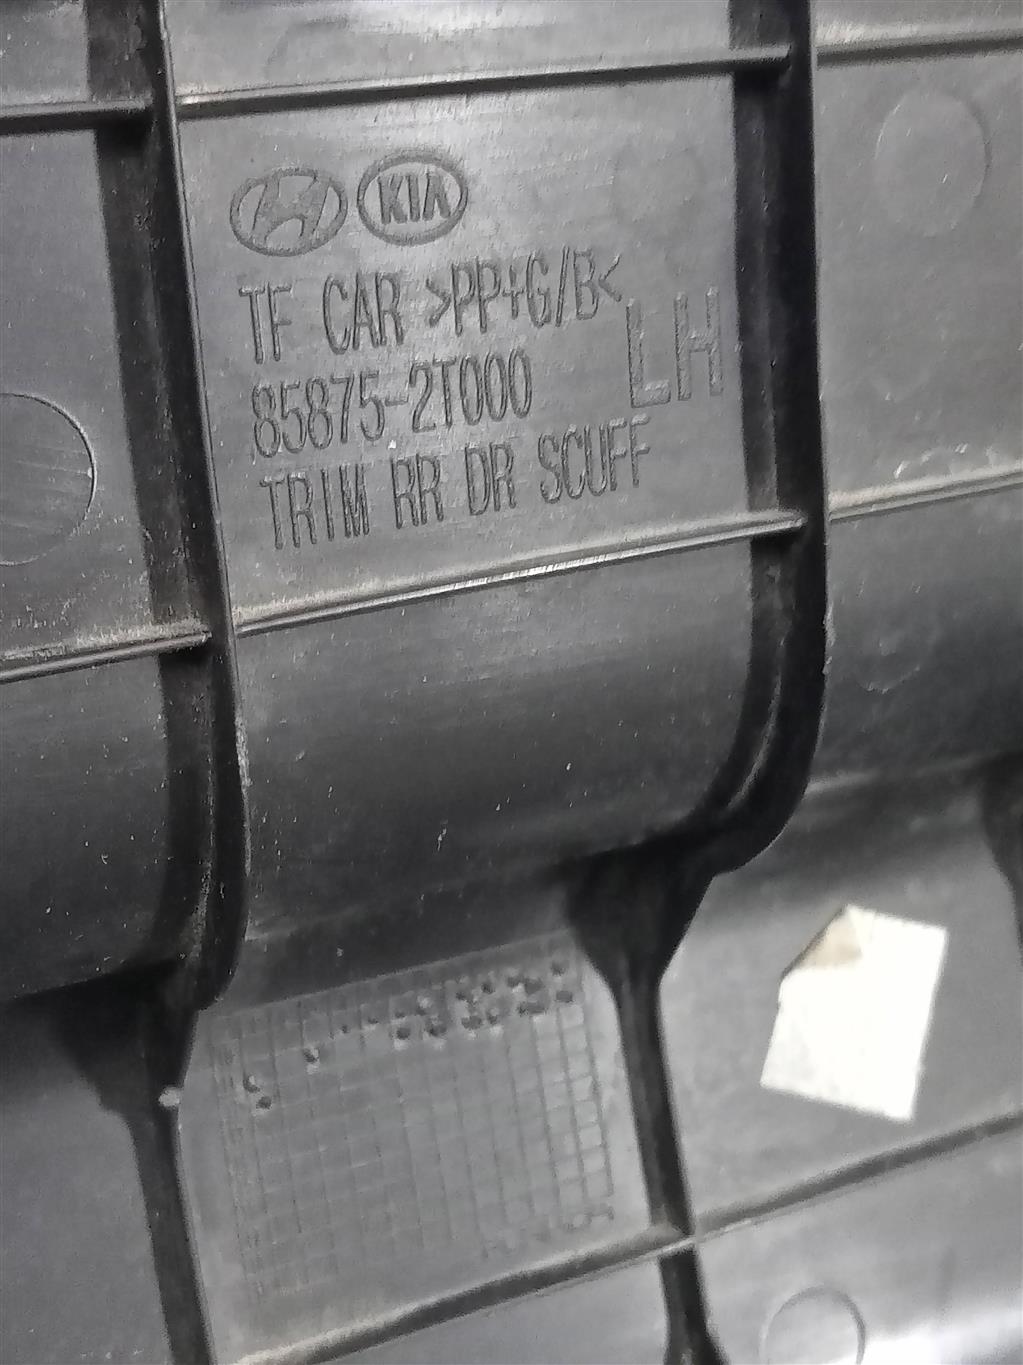 KIA
TF CAR >PP+G/B<
LH
85875-2T000
TRIM RR DR SCUFF